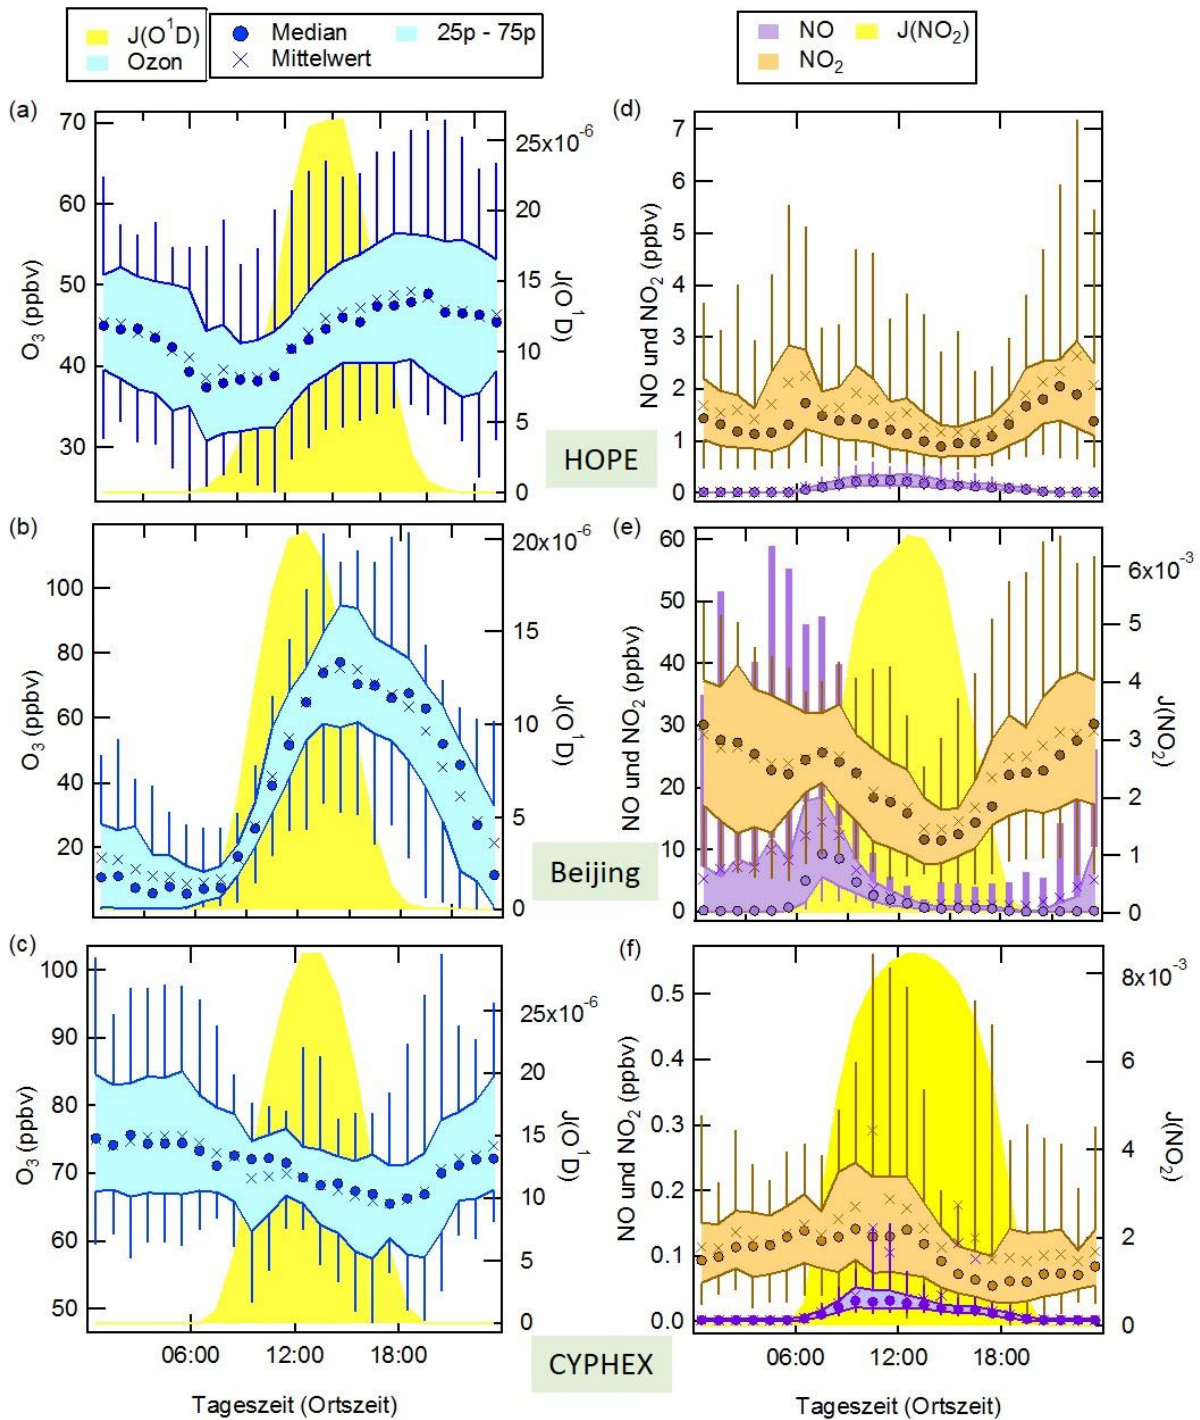 J(O¹D)
Ozon
Median
25p - 75p
Mittelwert
NO
J(NO₂)
NO₂
(a)
70
60
50
40
30
O₃ (ppbv)
25x10⁻⁶
20
15
10
5
0
J(O¹D)
HOPE
(d)
7
6
5
4
3
2
1
0
NO und NO₂ (ppbv)
(b)
100
80
60
40
20
O₃ (ppbv)
20x10⁻⁶
15
10
5
0
J(O¹D)
Beijing
(e)
60
50
40
30
20
10
0
NO und NO₂ (ppbv)
6x10⁻³
5
4
3
2
1
0
J(NO₂)
(c)
100
90
80
70
60
50
O₃ (ppbv)
25x10⁻⁶
20
15
10
5
0
J(O¹D)
06:00 12:00 18:00
Tageszeit (Ortszeit)
CYPHEX
(f)
0.5
0.4
0.3
0.2
0.1
0.0
NO und NO₂ (ppbv)
8x10⁻³
6
4
2
0
J(NO₂)
06:00 12:00 18:00
Tageszeit (Ortszeit)